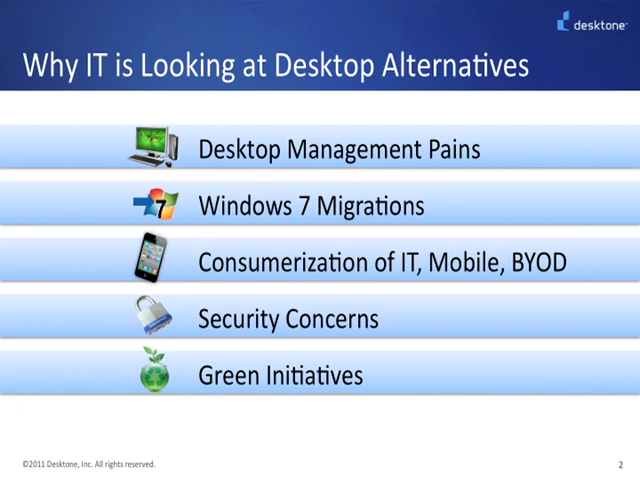 desktone
Why IT is Looking at Desktop Alternatives
Desktop Management Pains
7
Windows 7 Migrations
Consumerization of IT, Mobile, BYOD
Security Concerns
Green Initiatives
©2011 Desktone, Inc. All rights reserved.
2